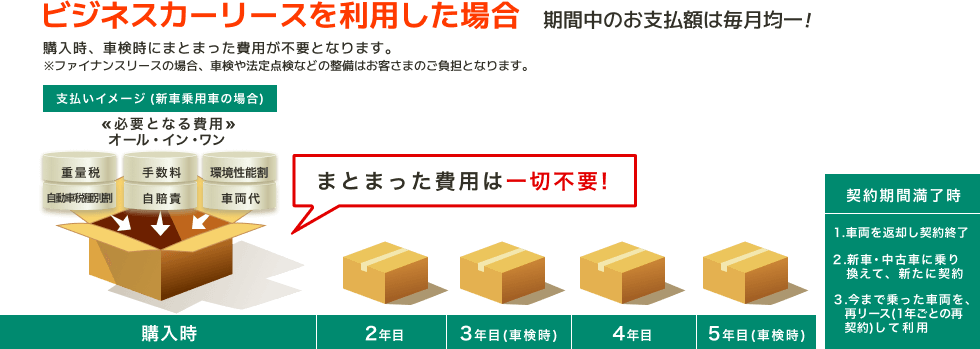 ビジネスカーリースを利用した場合 期間中のお支払額は毎月均一!
購入時、車検時にまとまった費用が不要となります。
※ファイナンスリースの場合、車検や法定点検などの整備はお客さまのご負担となります。
支払いイメージ(新車乗用車の場合)
≪必要となる費用≫
オール・イン・ワン
重量税 手数料 環境性能割
自動車税種別割 自賠責 車両代
まとまった費用は一切不要!
購入時 2年目 3年目(車検時) 4年目 5年目(車検時)
契約期間満了時
1.車両を返却し契約終了
2.新車・中古車に乗り
換えて、新たに契約
3.今まで乗った車両を、
再リース(1年ごとの再
契約)して利用